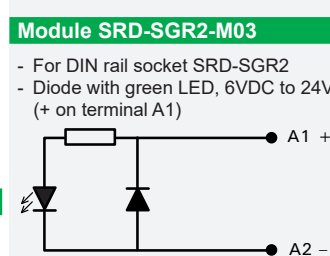 Module SRD-SGR2-M03
- For DIN rail socket SRD-SGR2
- Diode with green LED, 6VDC to 24V
(+ on terminal A1)
A1 +
A2 −